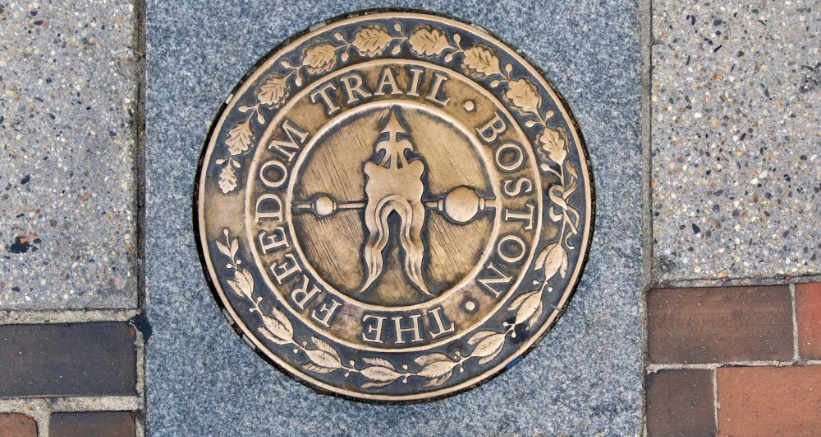 THE FREEDOM TRAIL · BOSTON ·